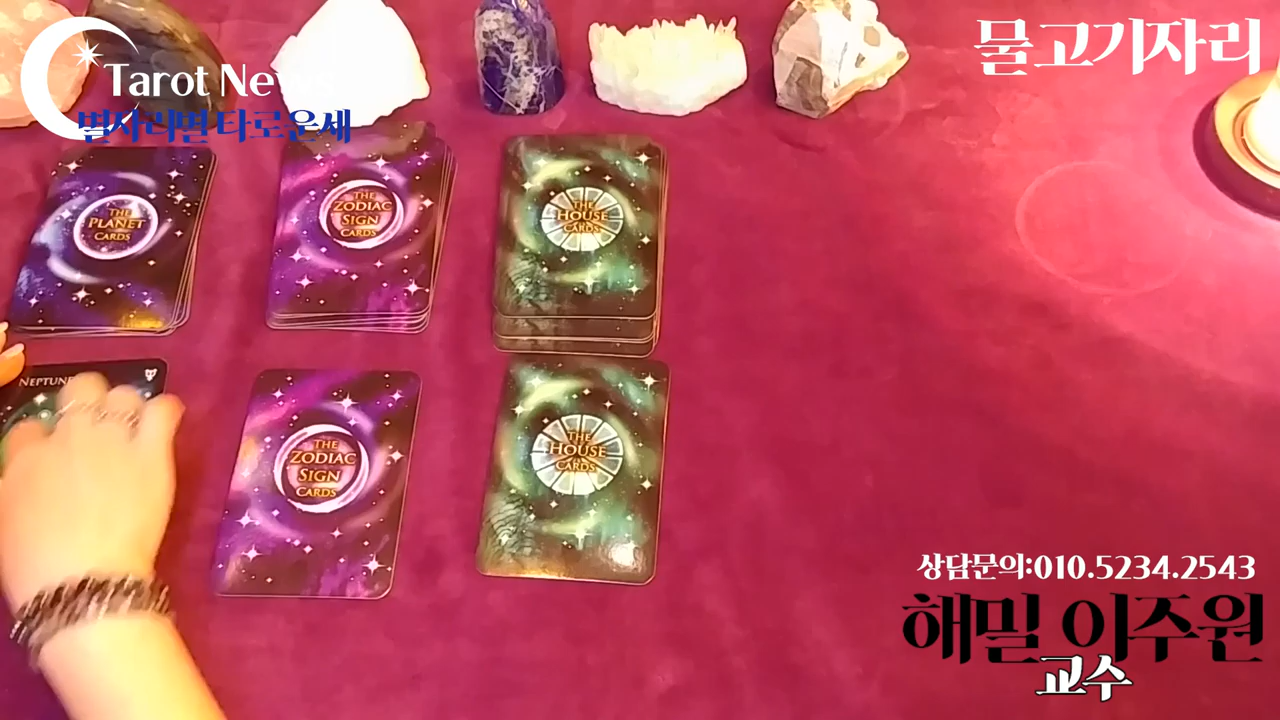 Tarot News
별자리별 타로운세
물고기자리
THE
PLANET
CARDS
THE
ZODIAC
SIGN
CARDS
THE
HOUSE
CARDS
NEPTUNE
THE
ZODIAC
SIGN
CARDS
THE
HOUSE
CARDS
상담문의:010.5234.2543
해밀 이주원
교수